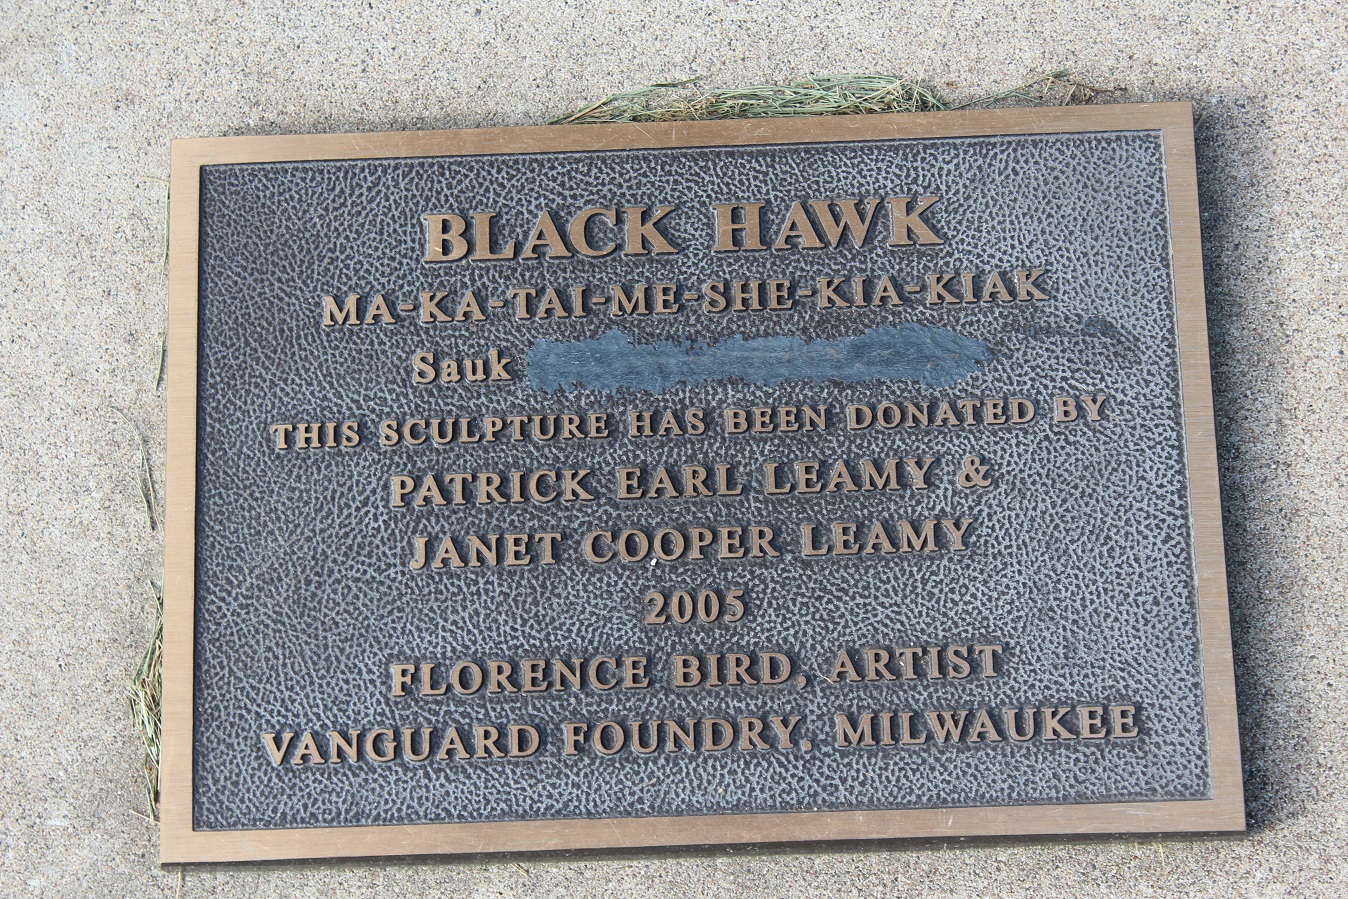 BLACK HAWK
MA-KA-TAI-ME-SHE-KIA-KIAK
Sauk
THIS SCULPTURE HAS BEEN DONATED BY
PATRICK EARL LEAMY &
JANET COOPER LEAMY
2005
FLORENCE BIRD, ARTIST
VANGUARD FOUNDRY, MILWAUKEE